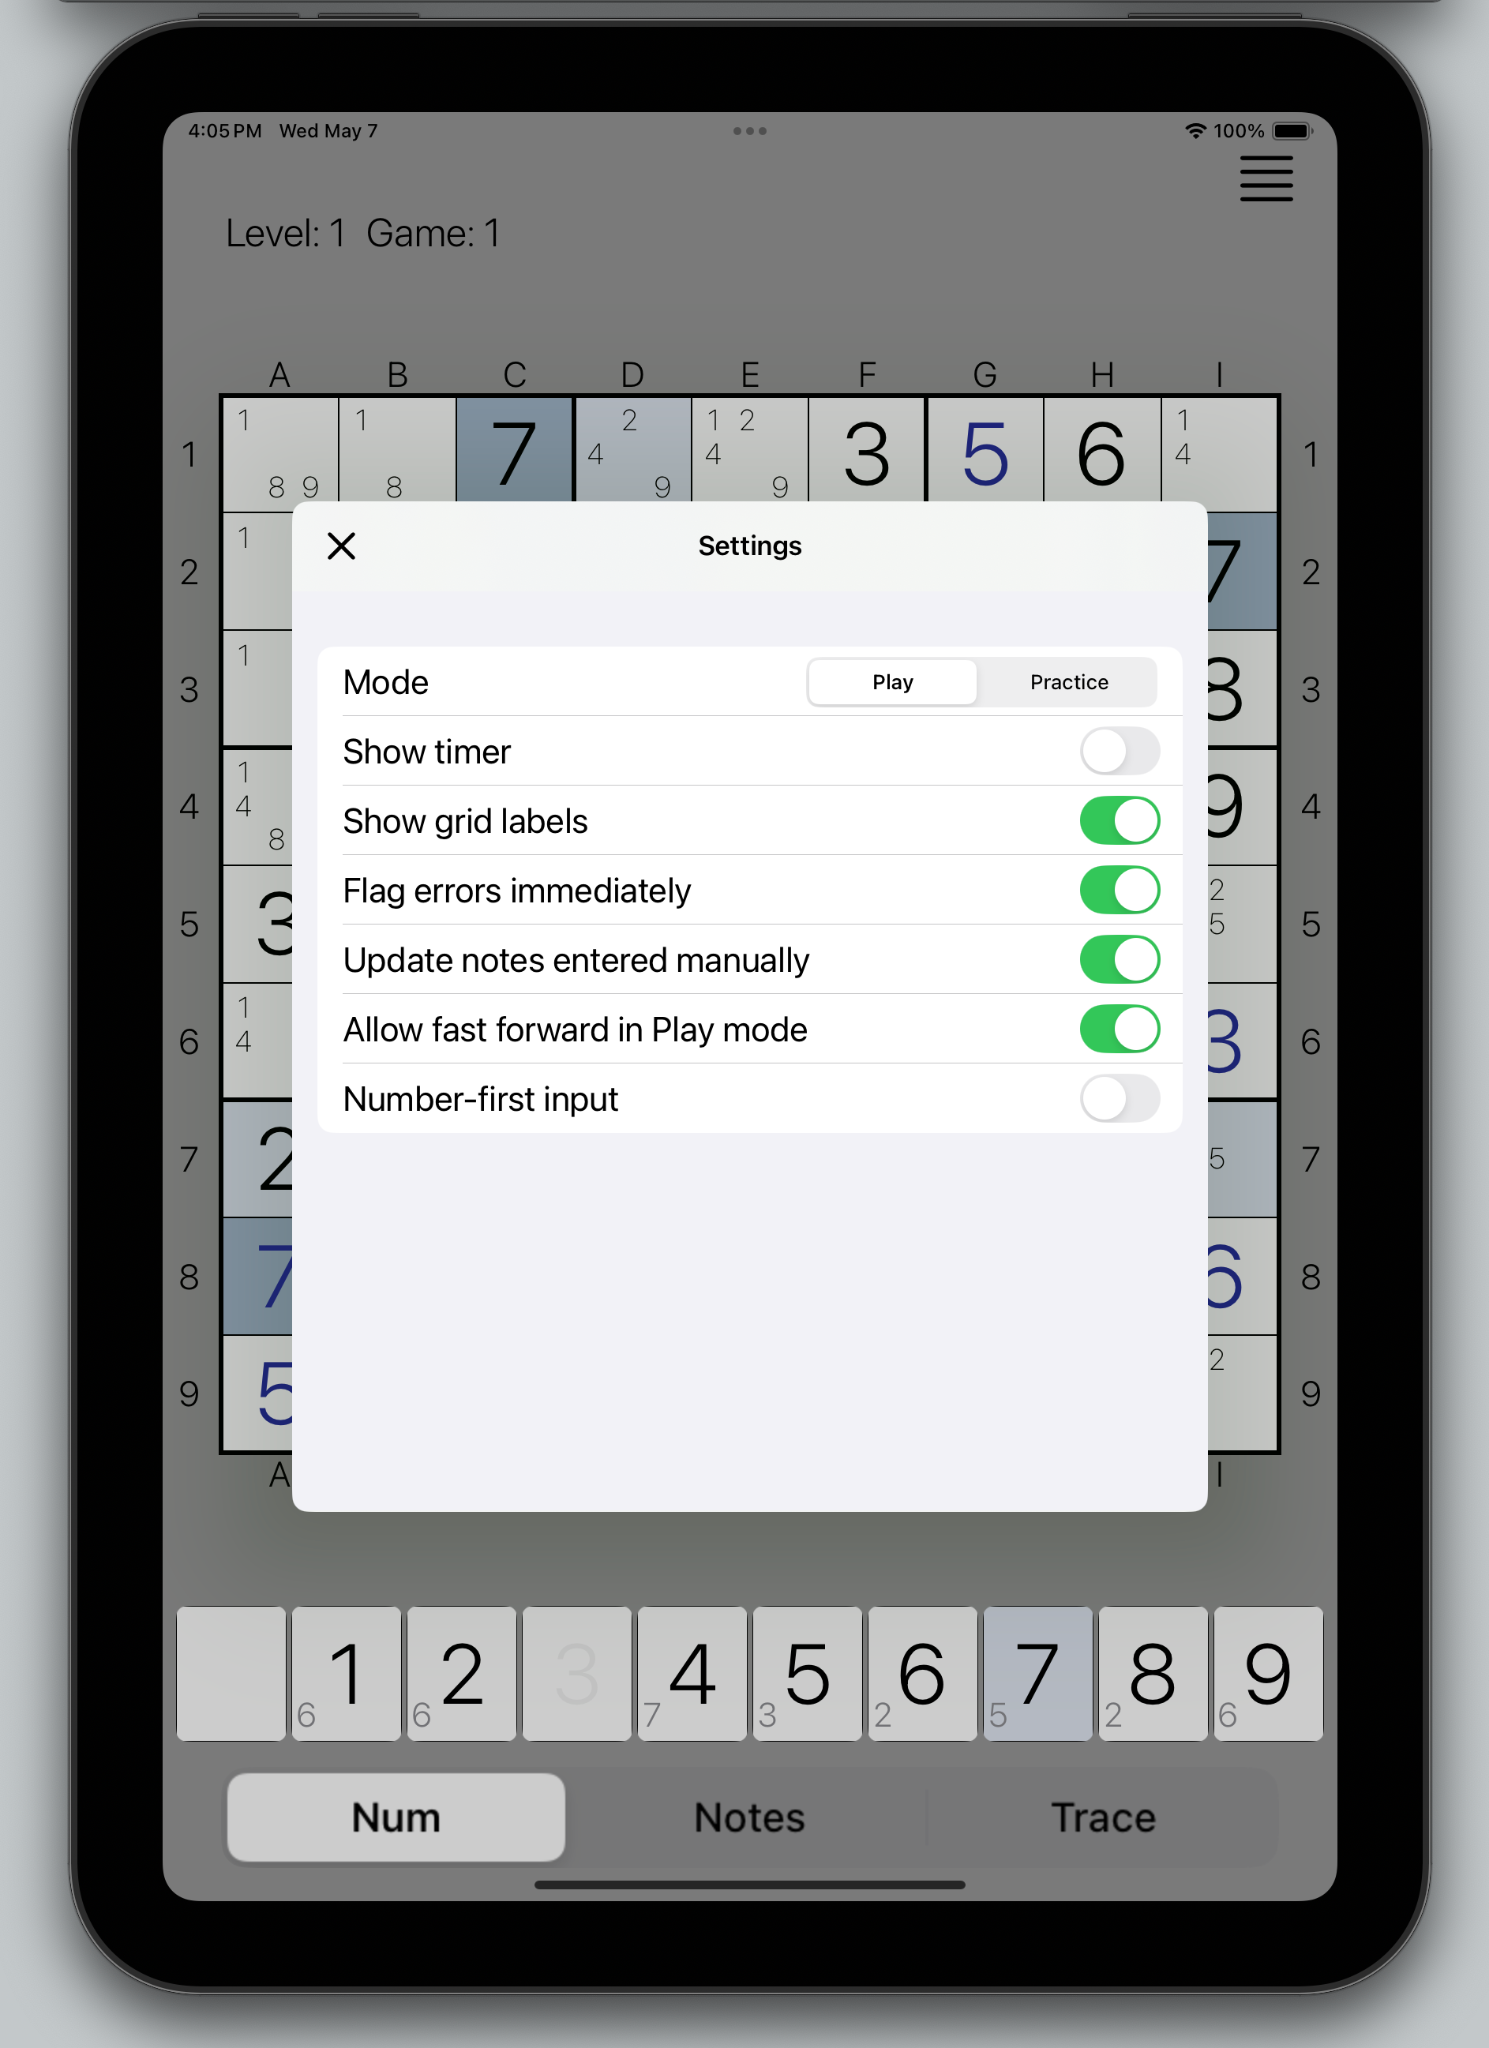 4:05 PM Wed May 7 100%
Level: 1 Game: 1
A B C D E F G H I
1 1 8 9 1 8 7 2 4 9 1 2 4 9 3 5 6 1 4 1
2 1 7 2
3 1 8 3
4 1 4 8 9 4
5 3 2 5 5
6 1 4 3 6
7 2 5 7
8 7 6 8
9 5 2 9
A I
Settings
Mode Play Practice
Show timer
Show grid labels
Flag errors immediately
Update notes entered manually
Allow fast forward in Play mode
Number-first input
1 2 3 4 5 6 7 8 9
6 6 7 3 2 5 2 6
Num Notes Trace